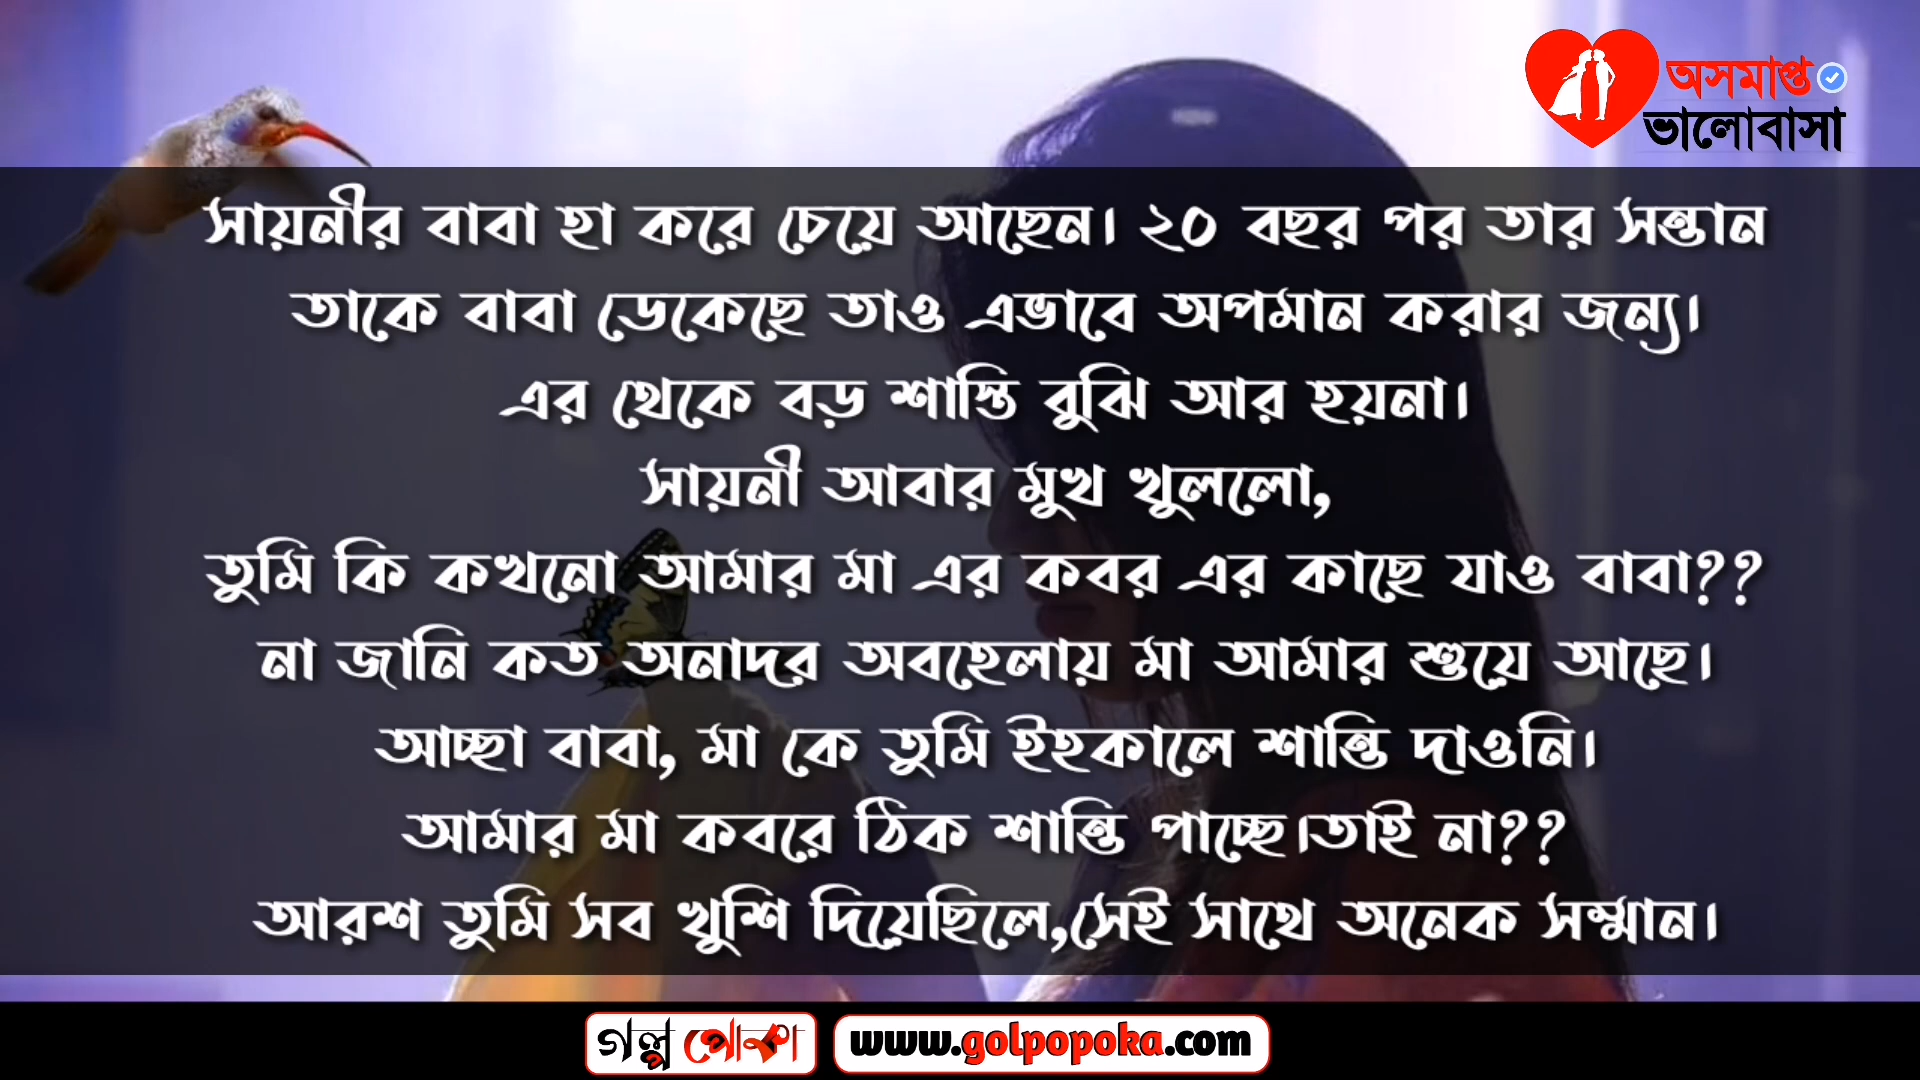 অসমাপ্ত
ভালোবাসা
সায়নীর বাবা হা করে চেয়ে আছেন। ২০ বছর পর তার সন্তান
তাকে বাবা ডেকেছে তাও এভাবে অপমান করার জন্য।
এর থেকে বড় শাস্তি বুঝি আর হয়না।
সায়নী আবার মুখ খুললো,
তুমি কি কখনো আমার মা এর কবর এর কাছে যাও বাবা??
না জানি কত অনাদর অবহেলায় মা আমার শুয়ে আছে।
আচ্ছা বাবা, মা কে তুমি ইহকালে শান্তি দাওনি।
আমার মা কবরে ঠিক শান্তি পাচ্ছে।তাই না??
আরশ তুমি সব খুশি দিয়েছিলে,সেই সাথে অনেক সম্মান।
গল্প পোকা
www.golpopoka.com